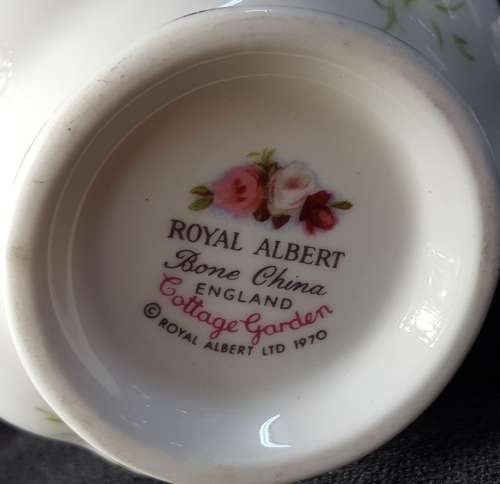 ROYAL ALBERT
Bone China
ENGLAND
Cottage Garden
© ROYAL ALBERT LTD 1970